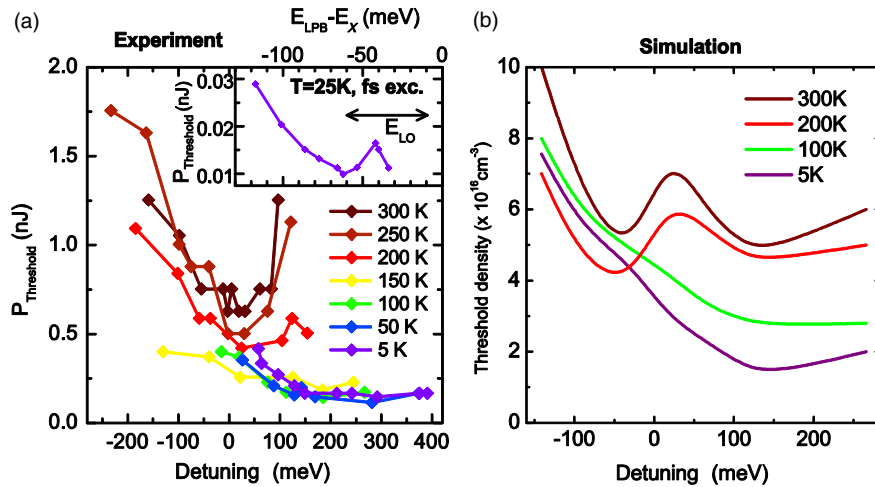 (a)
E_LPB-E_X (meV)
Experiment
-100 -50 0
2.0
1.5
1.0
0.5
0.0
P_Threshold (nJ)
0.03
0.02
0.01
P_Threshold (nJ)
T=25K, fs exc.
E_LO
300 K
250 K
200 K
150 K
100 K
50 K
5 K
-200 -100 0 100 200 300 400
Detuning (meV)
(b)
Simulation
10
8
6
4
2
0
Threshold density (x 10^16 cm^-3)
300K
200K
100K
5K
-100 0 100 200
Detuning (meV)